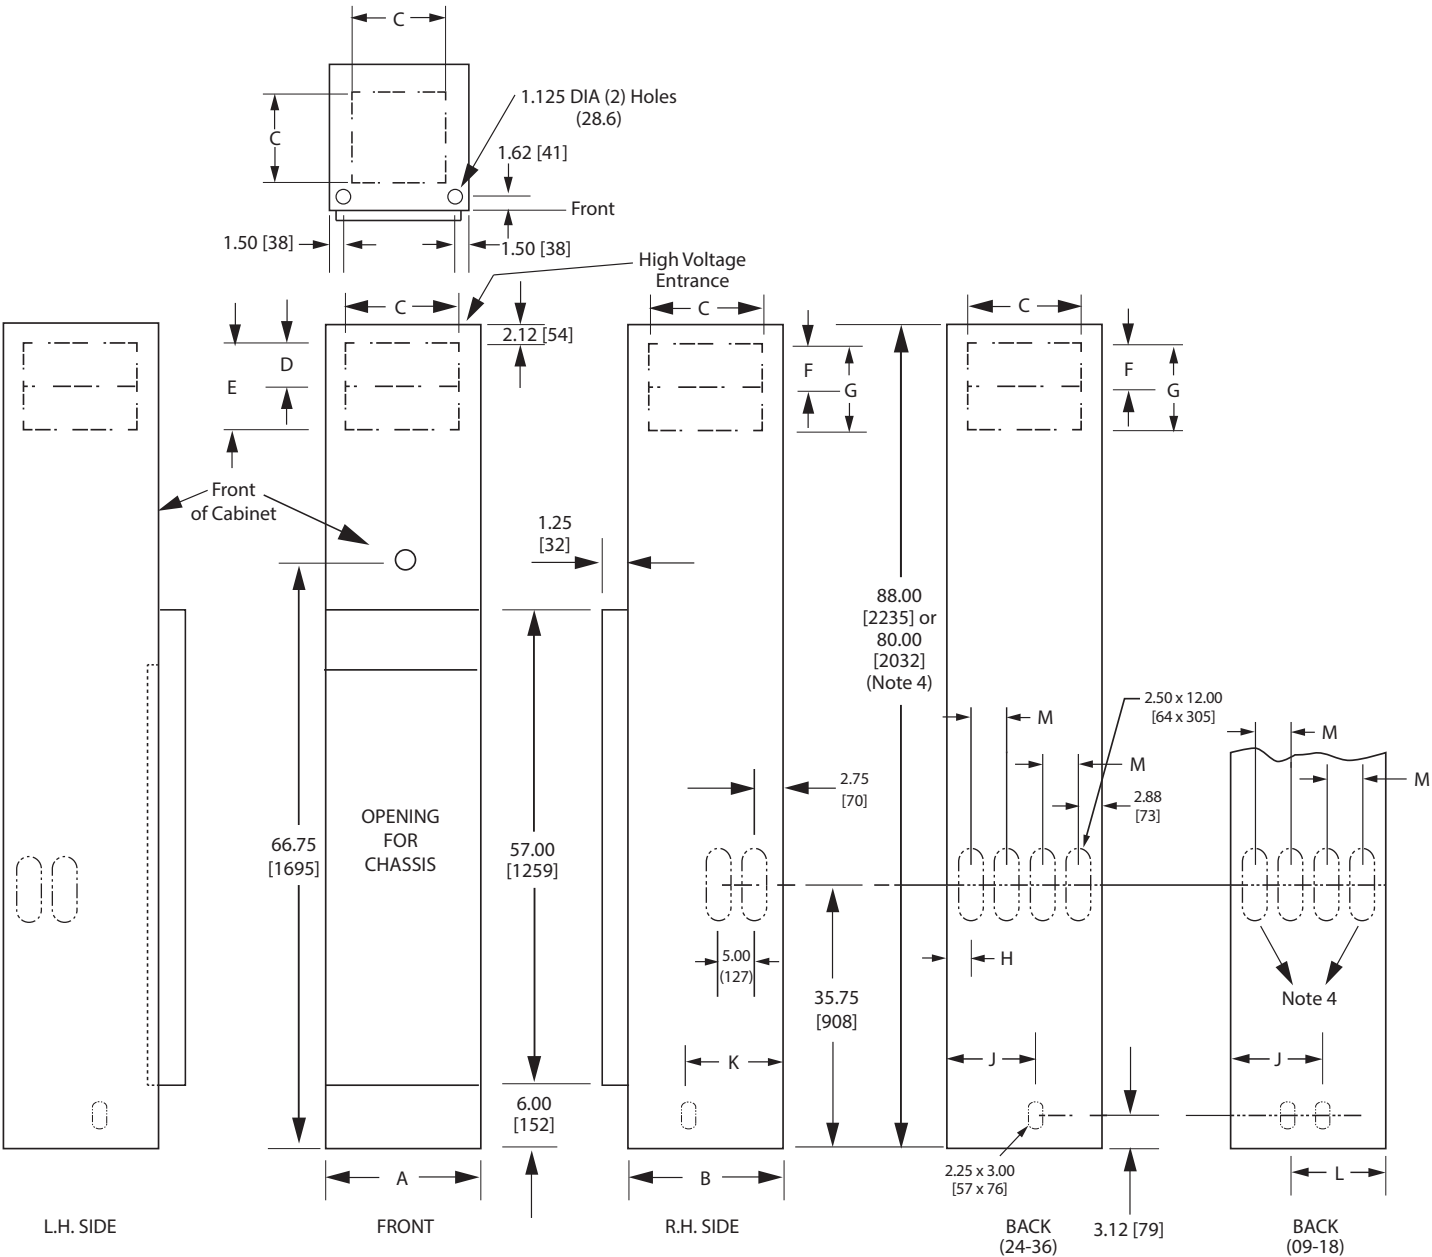 C
1.125 DIA (2) Holes
(28.6)
C
1.62 [41]
Front
1.50 [38]
1.50 [38]
High Voltage
Entrance
C
2.12 [54]
C
C
D
E
F
G
F
G
Front
of Cabinet
1.25
[32]
88.00
[2235] or
80.00
[2032]
(Note 4)
2.50 x 12.00
[64 x 305]
M
M
M
M
2.75
[70]
2.88
[73]
OPENING
FOR
CHASSIS
66.75
[1695]
57.00
[1259]
5.00
(127)
H
35.75
[908]
Note 4
K
J
J
6.00
[152]
A
B
2.25 x 3.00
[57 x 76]
L
3.12 [79]
L.H. SIDE
FRONT
R.H. SIDE
BACK
(24-36)
BACK
(09-18)